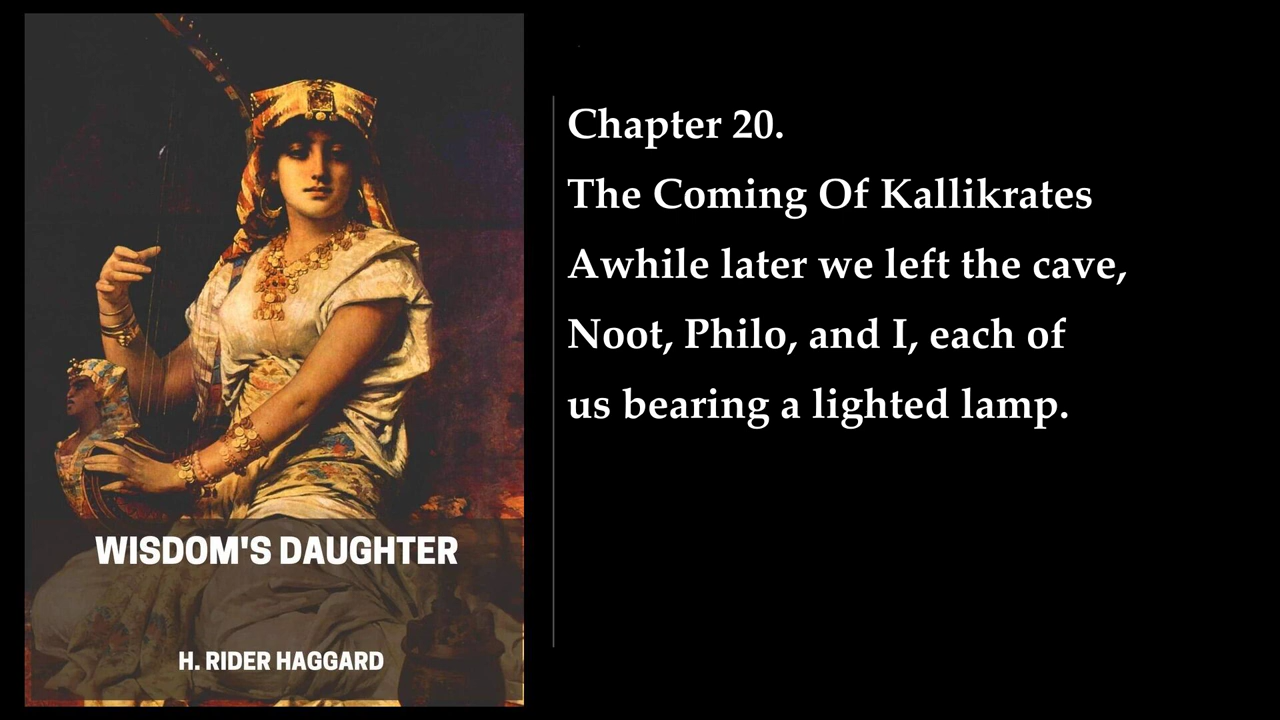 WISDOM'S DAUGHTER
H. RIDER HAGGARD
Chapter 20.
The Coming Of Kallikrates
Awhile later we left the cave,
Noot, Philo, and I, each of
us bearing a lighted lamp.